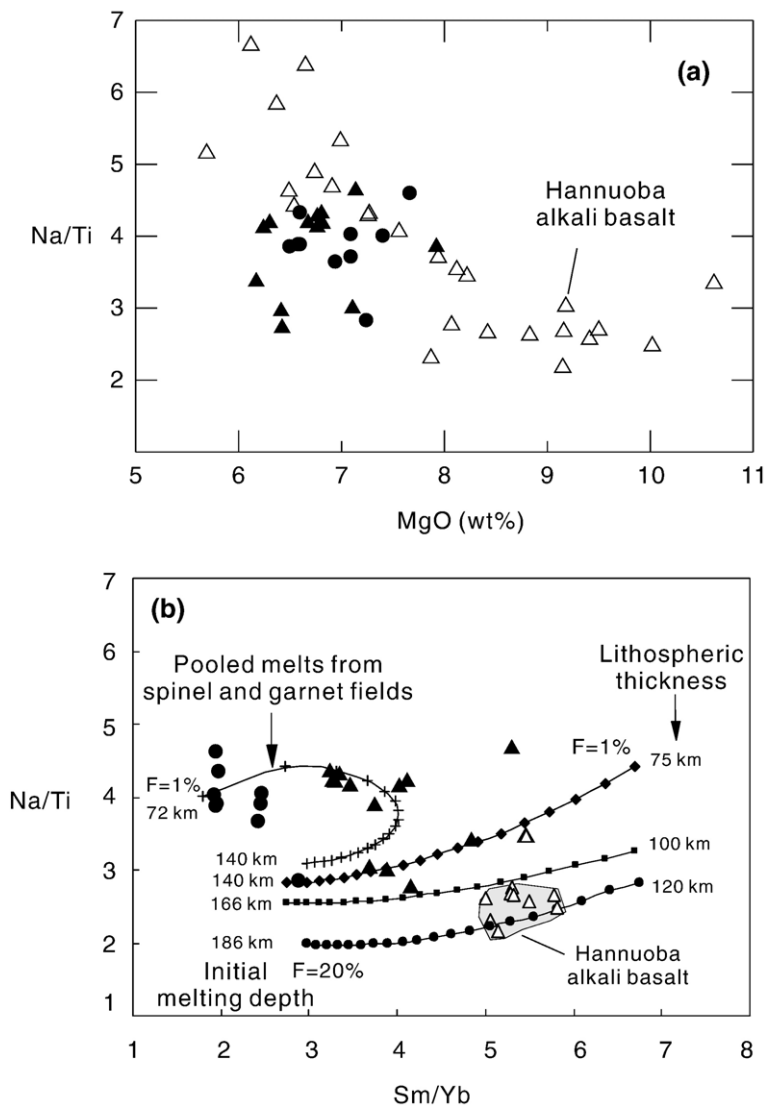 7
(a)
6
5
Hannuoba
alkali basalt
Na/Ti
4
3
2
5 6 7 8 9 10 11
MgO (wt%)
7
(b)
6
Pooled melts from
spinel and garnet fields
Lithospheric
thickness
5
F=1%
75 km
F=1%
Na/Ti
4
72 km
100 km
3
140 km
140 km
120 km
166 km
2
186 km
F=20%
Hannuoba
alkali basalt
Initial
melting depth
1
1 2 3 4 5 6 7 8
Sm/Yb